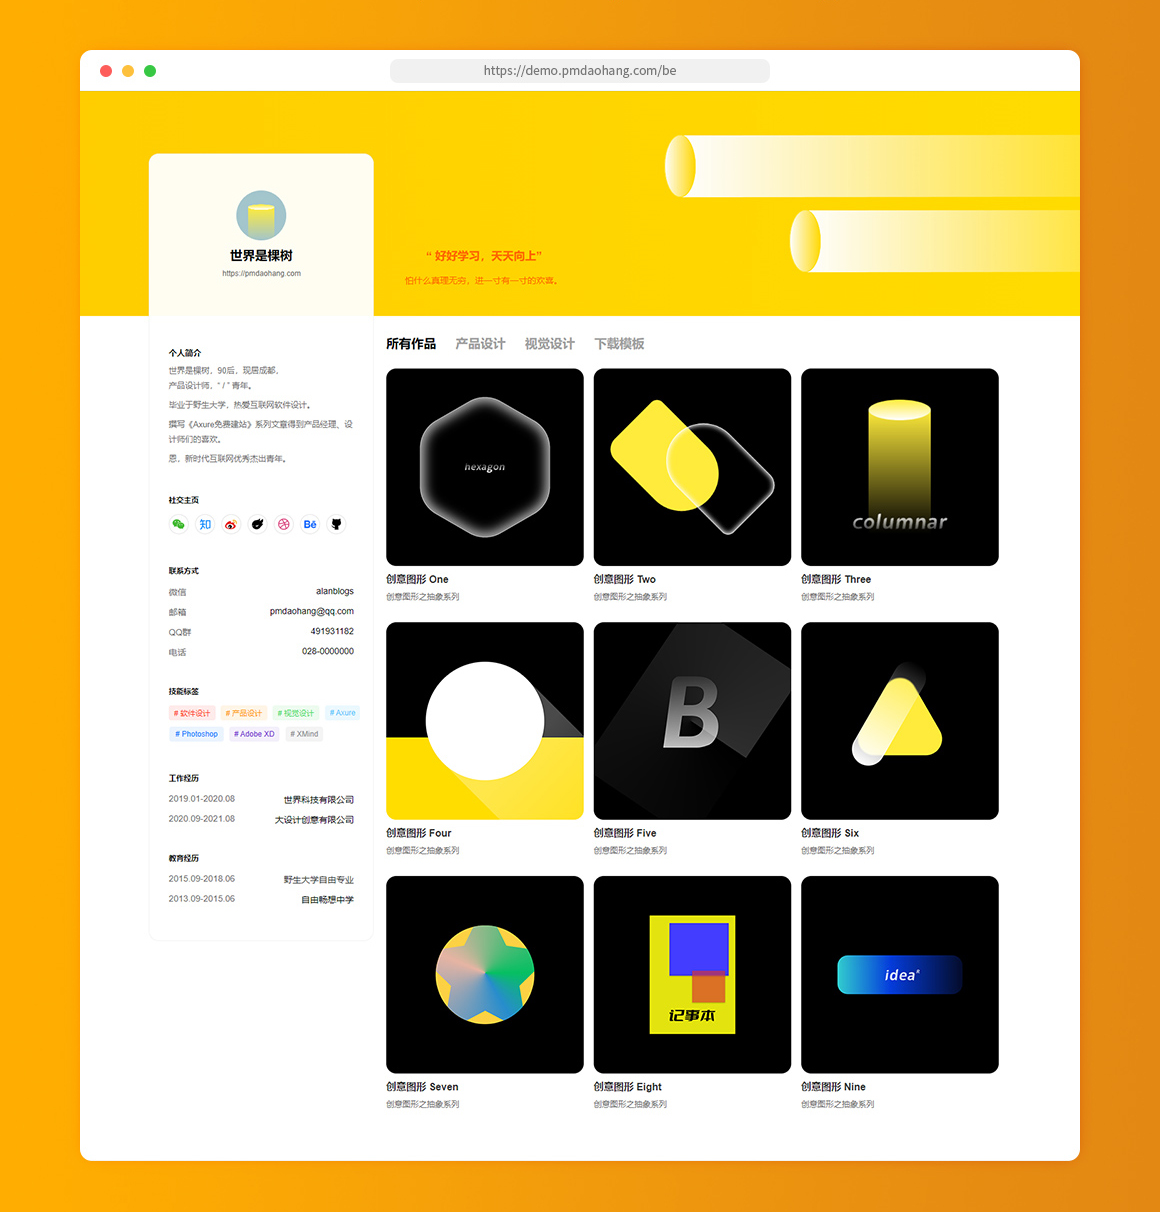 https://demo.pmdaohang.com/be
世界是棵树
https://pmdaohang.com
“ 好好学习，天天向上”
怕什么真理无穷，进一寸有一寸的欢喜。
个人简介
世界是棵树，90后，现居成都，
产品设计师，“ / ” 青年。
毕业于野生大学，热爱互联网软件设计。
撰写《Axure免费建站》系列文章得到产品经理、设
计师们的喜欢。
恩，新时代互联网优秀杰出青年。
社交主页
知
Bē
联系方式
微信 alanblogs
邮箱 pmdaohang@qq.com
QQ群 491931182
电话 028-0000000
技能标签
# 软件设计 # 产品设计 # 视觉设计 # Axure
# Photoshop # Adobe XD # XMind
工作经历
2019.01-2020.08 世界科技有限公司
2020.09-2021.08 大设计创意有限公司
教育经历
2015.09-2018.06 野生大学自由专业
2013.09-2015.06 自由畅想中学
所有作品 产品设计 视觉设计 下载模板
hexagon
columnar
创意图形 One
创意图形之抽象系列
创意图形 Two
创意图形之抽象系列
创意图形 Three
创意图形之抽象系列
B
创意图形 Four
创意图形之抽象系列
创意图形 Five
创意图形之抽象系列
创意图形 Six
创意图形之抽象系列
记事本
idea®
创意图形 Seven
创意图形之抽象系列
创意图形 Eight
创意图形之抽象系列
创意图形 Nine
创意图形之抽象系列